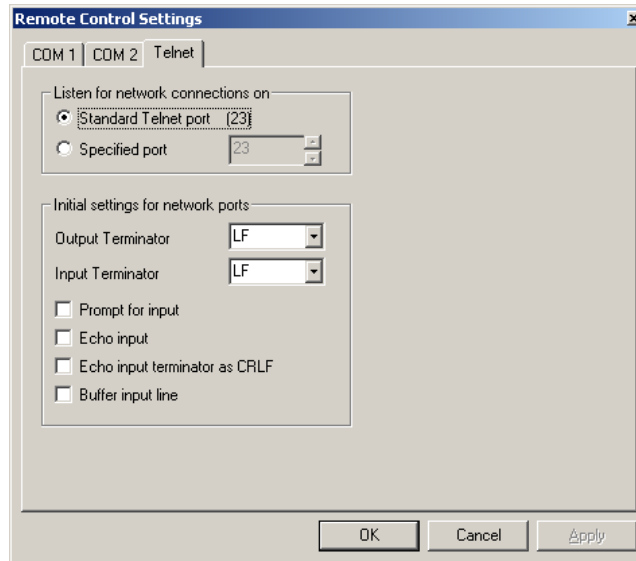 Remote Control Settings
COM 1 COM 2 Telnet
Listen for network connections on
Standard Telnet port (23)
Specified port 23
Initial settings for network ports
Output Terminator LF
Input Terminator LF
Prompt for input
Echo input
Echo input terminator as CRLF
Buffer input line
OK Cancel Apply